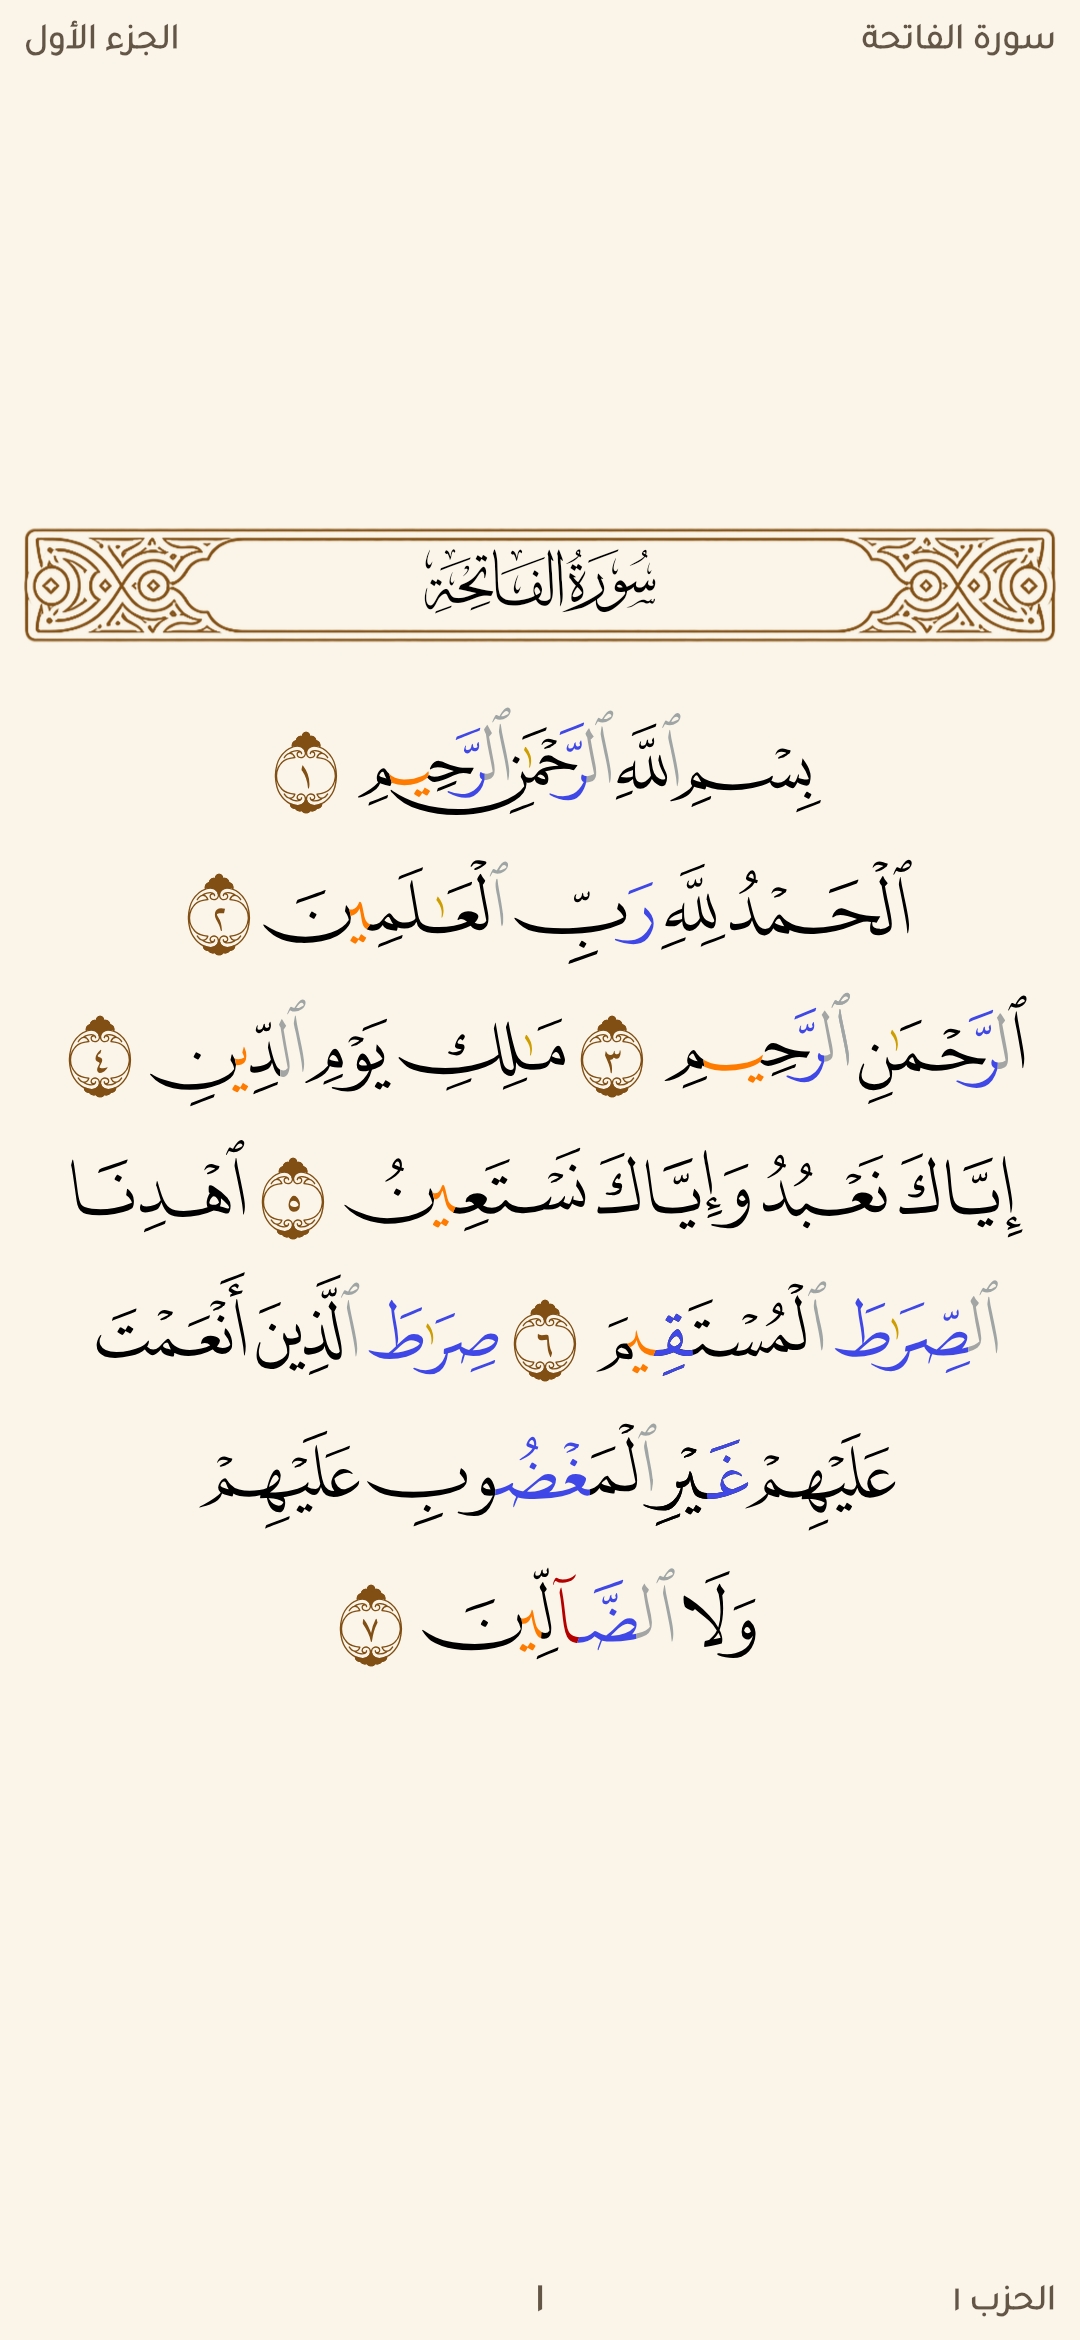 سورة الفاتحة
الجزء الأول
سُورَةُ الفَاتِحَةِ
بِسۡمِ ٱللَّهِ ٱلرَّحۡمَٰنِ ٱلرَّحِيمِ ١
ٱلۡحَمۡدُ لِلَّهِ رَبِّ ٱلۡعَٰلَمِينَ ٢
ٱلرَّحۡمَٰنِ ٱلرَّحِيمِ ٣ مَٰلِكِ يَوۡمِ ٱلدِّينِ ٤
إِيَّاكَ نَعۡبُدُ وَإِيَّاكَ نَسۡتَعِينُ ٥ ٱهۡدِنَا
ٱلصِّرَٰطَ ٱلۡمُسۡتَقِيمَ ٦ صِرَٰطَ ٱلَّذِينَ أَنۡعَمۡتَ
عَلَيۡهِمۡ غَيۡرِ ٱلۡمَغۡضُوبِ عَلَيۡهِمۡ
وَلَا ٱلضَّآلِّينَ ٧
الحزب ١
١